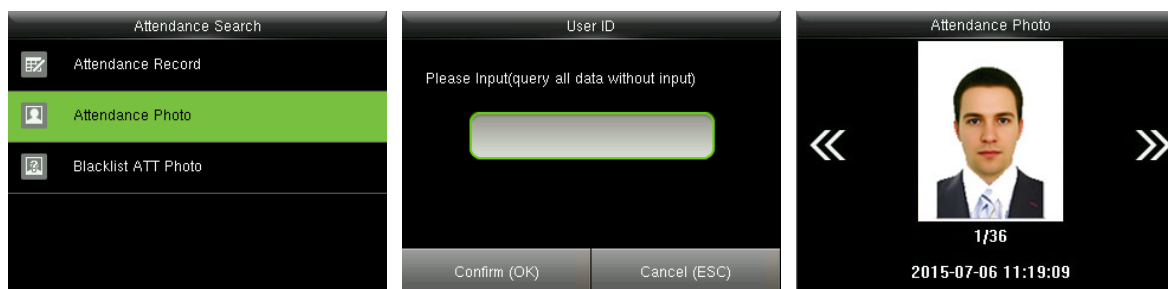 Attendance Search
Attendance Record
Attendance Photo
Blacklist ATT Photo
User ID
Please Input(query all data without input)
Confirm (OK)
Cancel (ESC)
Attendance Photo
1/36
2015-07-06 11:19:09